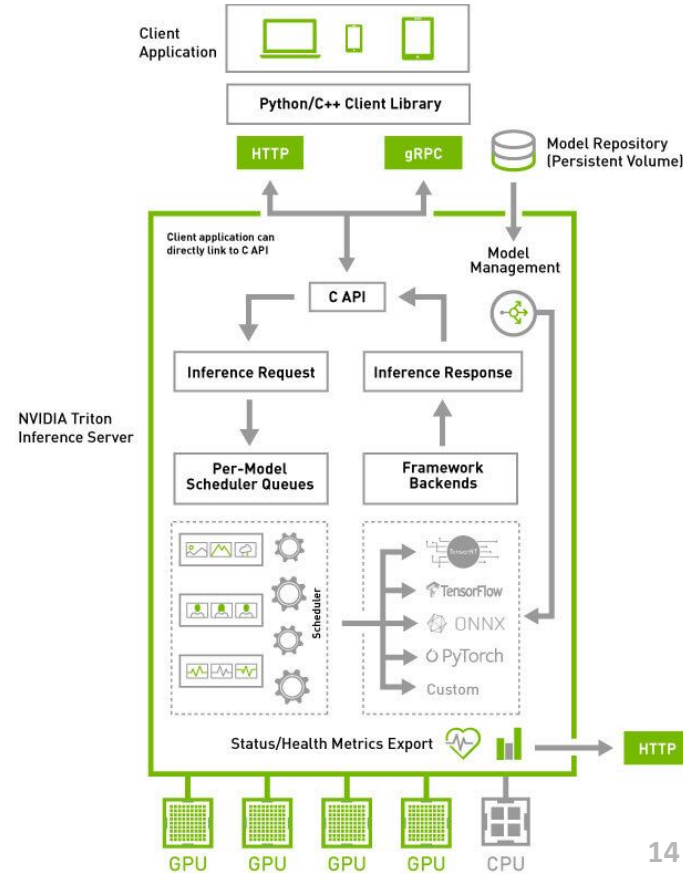 Client
Application
Python/C++ Client Library
HTTP
gRPC
Model Repository
(Persistent Volume)
Client application can
directly link to C API
Model
Management
C API
Inference Request
Inference Response
NVIDIA Triton
Inference Server
Per-Model
Scheduler Queues
Framework
Backends
Scheduler
TensorRT
TensorFlow
ONNX
PyTorch
Custom
Status/Health Metrics Export
HTTP
GPU
GPU
GPU
GPU
CPU
14